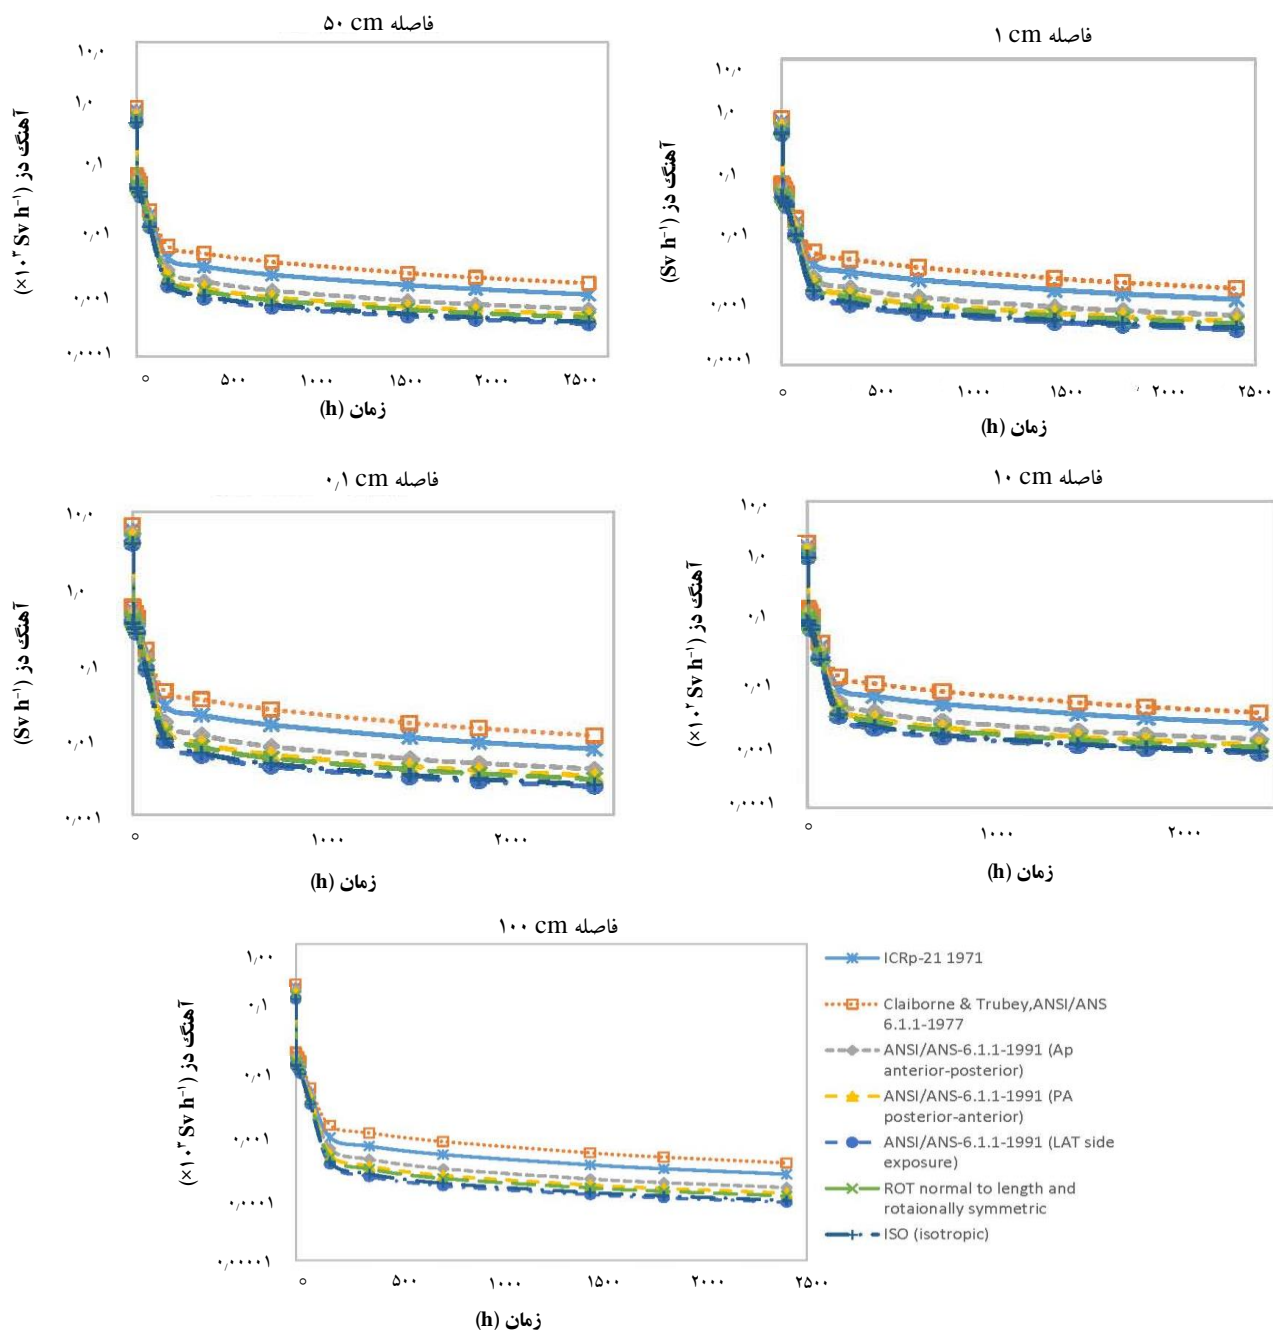 فاصله ۵۰ cm
۱۰٫۰
۱٫۰
۰٫۱
۰٫۰۱
۰٫۰۰۱
۰٫۰۰۰۱
آهنگ دز (×۱۰^۳ Sv h⁻¹)
۰ ۵۰۰ ۱۰۰۰ ۱۵۰۰ ۲۰۰۰ ۲۵۰۰
زمان (h)
فاصله ۱ cm
۱۰٫۰
۱٫۰
۰٫۱
۰٫۰۱
۰٫۰۰۱
۰٫۰۰۰۱
آهنگ دز (Sv h⁻¹)
۰ ۵۰۰ ۱۰۰۰ ۱۵۰۰ ۲۰۰۰ ۲۵۰۰
زمان (h)
فاصله ۰٫۱ cm
۱۰٫۰
۱٫۰
۰٫۱
۰٫۰۱
۰٫۰۰۱
آهنگ دز (Sv h⁻¹)
۰ ۱۰۰۰ ۲۰۰۰
زمان (h)
فاصله ۱۰ cm
۱۰٫۰
۱٫۰
۰٫۱
۰٫۰۱
۰٫۰۰۱
۰٫۰۰۰۱
آهنگ دز (×۱۰^۲ Sv h⁻¹)
۰ ۱۰۰۰ ۲۰۰۰
زمان (h)
فاصله ۱۰۰ cm
۱٫۰۰
۰٫۱
۰٫۰۱
۰٫۰۰۱
۰٫۰۰۰۱
۰٫۰۰۰۰۱
آهنگ دز (×۱۰^۳ Sv h⁻¹)
۰ ۵۰۰ ۱۰۰۰ ۱۵۰۰ ۲۰۰۰ ۲۵۰۰
زمان (h)
ICRp-21 1971
Claiborne & Trubey,ANSI/ANS
6.1.1-1977
ANSI/ANS-6.1.1-1991 (Ap
anterior-posterior)
ANSI/ANS-6.1.1-1991 (PA
posterior-anterior)
ANSI/ANS-6.1.1-1991 (LAT side
exposure)
ROT normal to length and
rotaionally symmetric
ISO (isotropic)